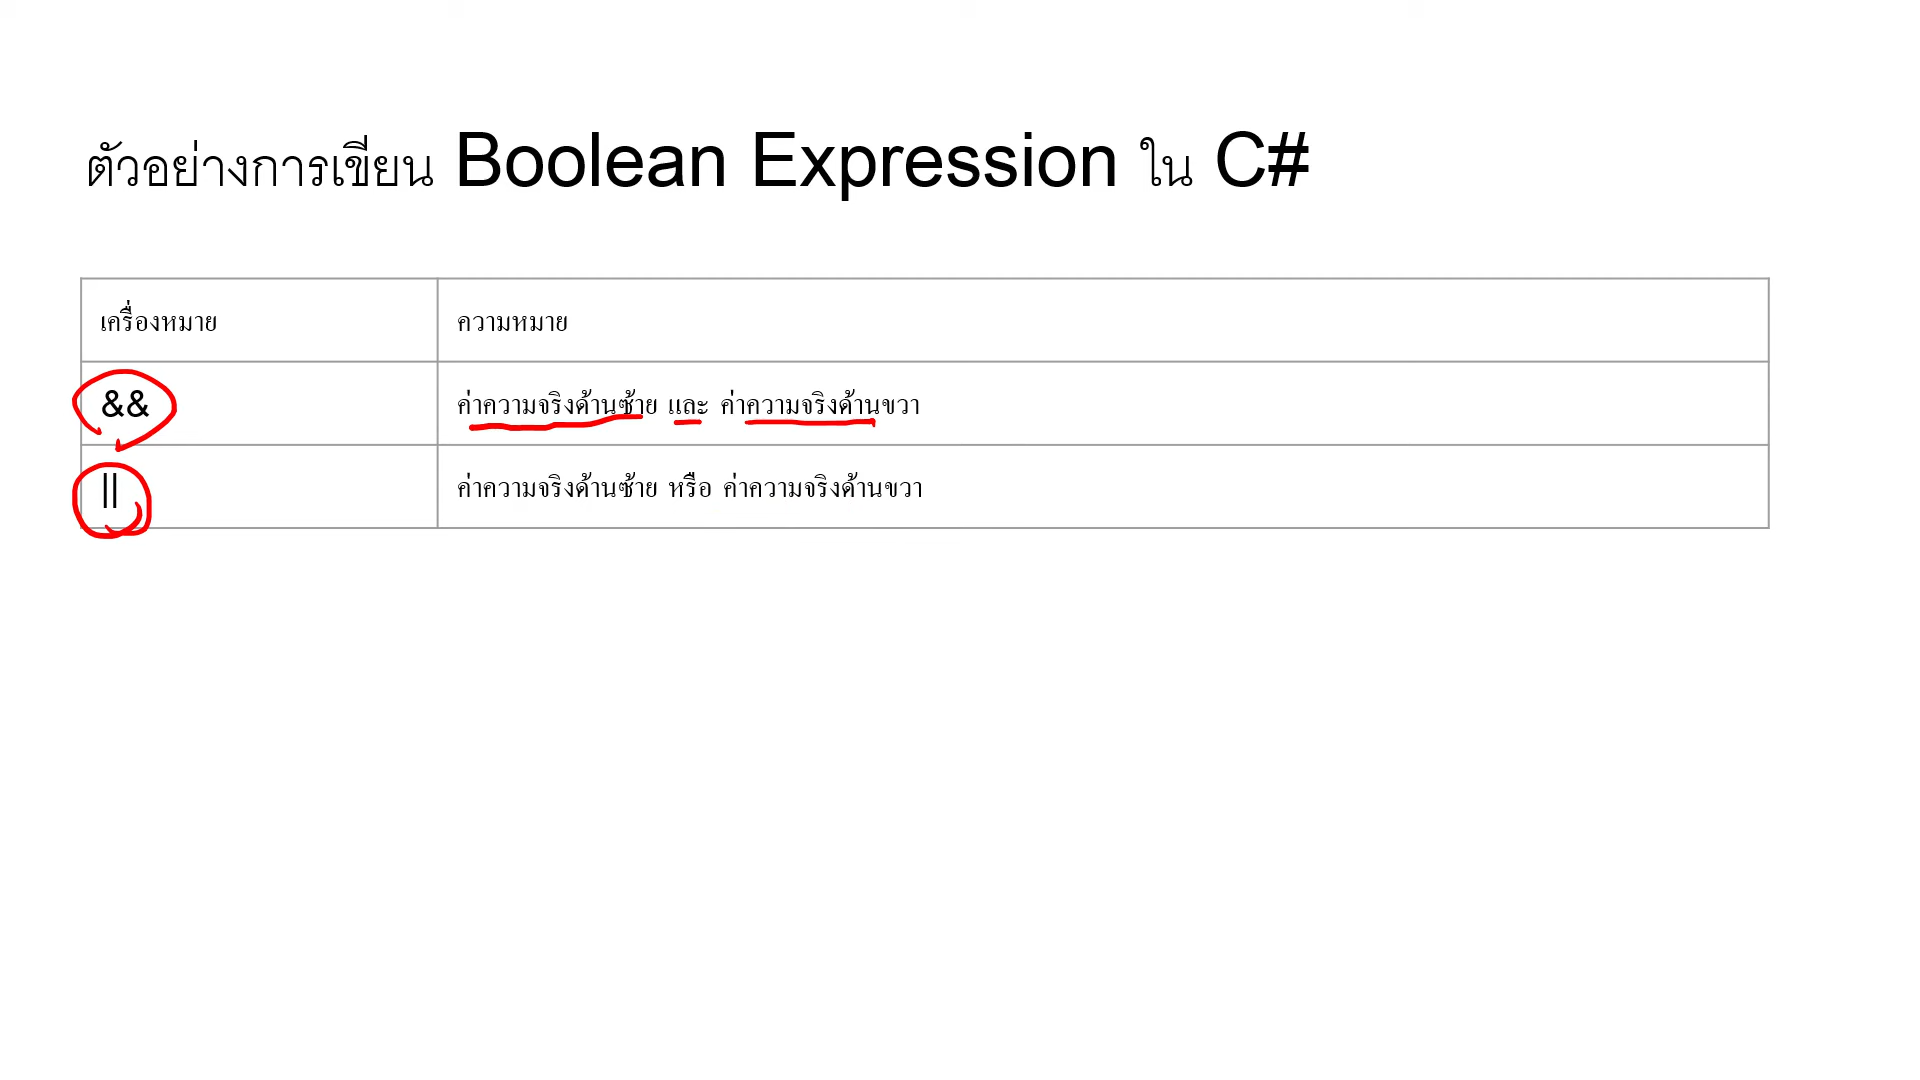 ตัวอย่างการเขียน Boolean Expression ใน C#
เครื่องหมาย ความหมาย
&& ค่าความจริงด้านซ้าย และ ค่าความจริงด้านขวา
|| ค่าความจริงด้านซ้าย หรือ ค่าความจริงด้านขวา